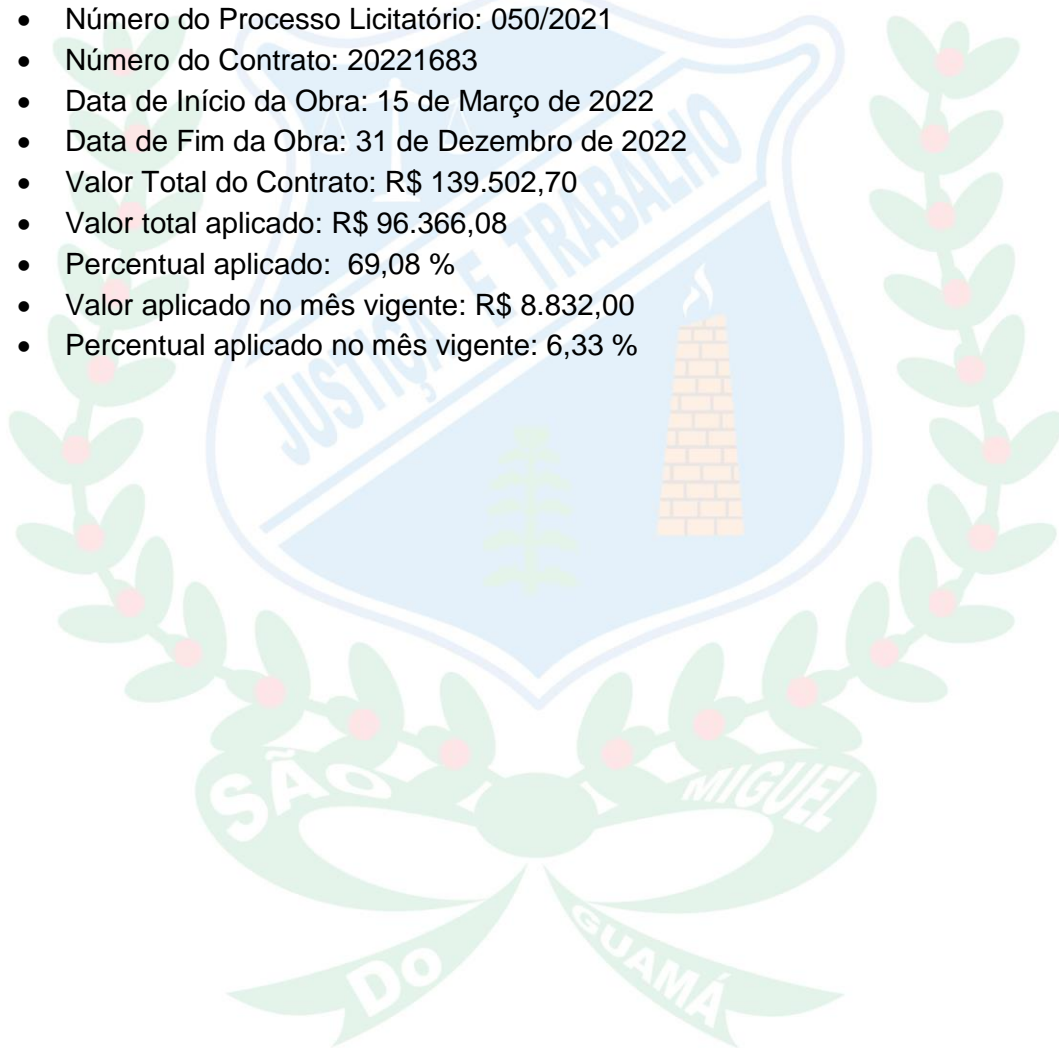 • Número do Processo Licitatório: 050/2021
• Número do Contrato: 20221683
• Data de Início da Obra: 15 de Março de 2022
• Data de Fim da Obra: 31 de Dezembro de 2022
• Valor Total do Contrato: R$ 139.502,70
• Valor total aplicado: R$ 96.366,08
• Percentual aplicado: 69,08 %
• Valor aplicado no mês vigente: R$ 8.832,00
• Percentual aplicado no mês vigente: 6,33 %
JUSTIÇA E TRABALHO
SÃO MIGUEL
DO GUAMÁ